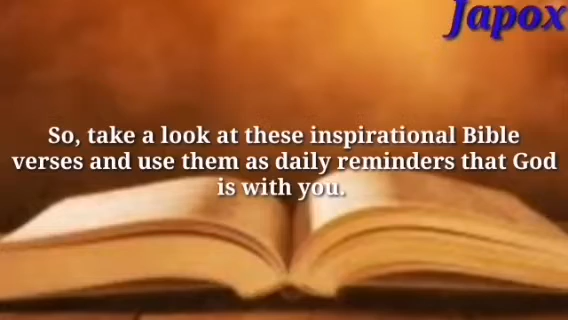 Japox
So, take a look at these inspirational Bible
verses and use them as daily reminders that God
is with you.